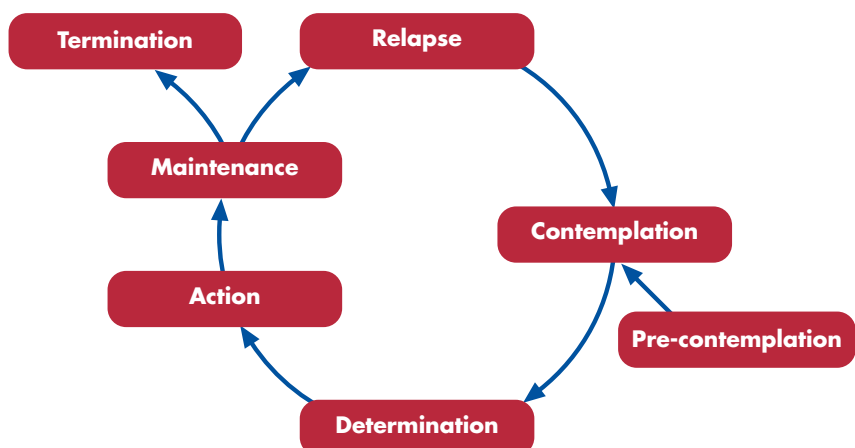 Termination
Relapse
Maintenance
Contemplation
Action
Pre-contemplation
Determination